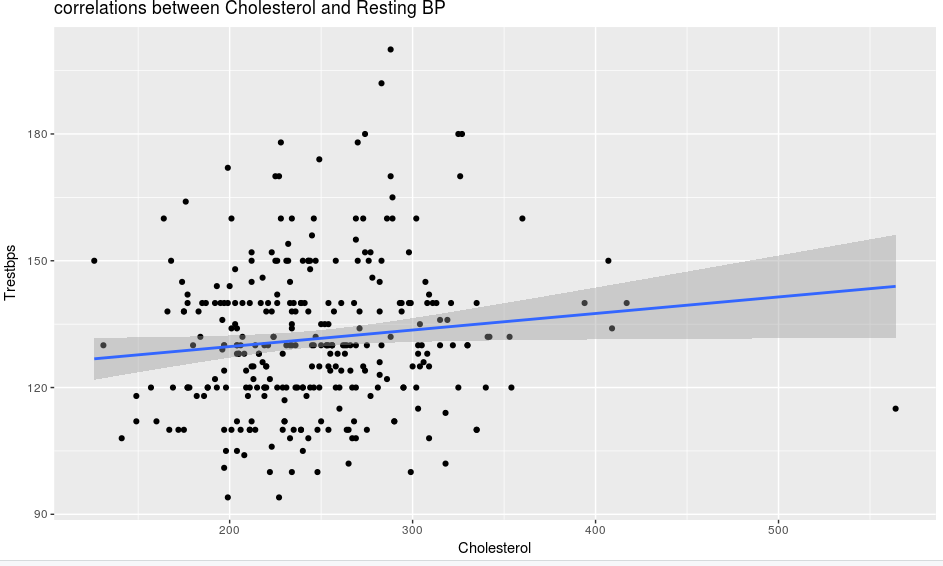 correlations between Cholesterol and Resting BP
Trestbps
180
150
120
90
200
300
400
500
Cholesterol